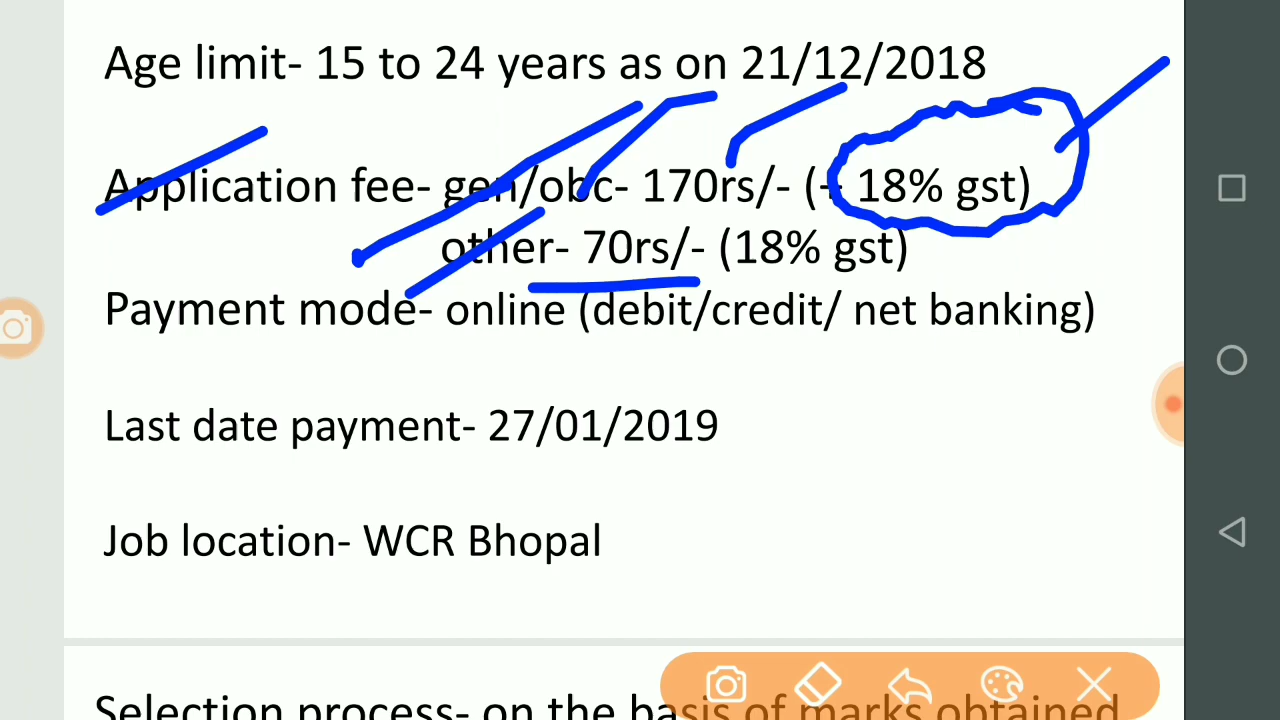 Age limit- 15 to 24 years as on 21/12/2018
Application fee- gen/obc- 170rs/- (+ 18% gst)
other- 70rs/- (18% gst)
Payment mode- online (debit/credit/ net banking)
Last date payment- 27/01/2019
Job location- WCR Bhopal
Selection process- on the basis of marks obtained